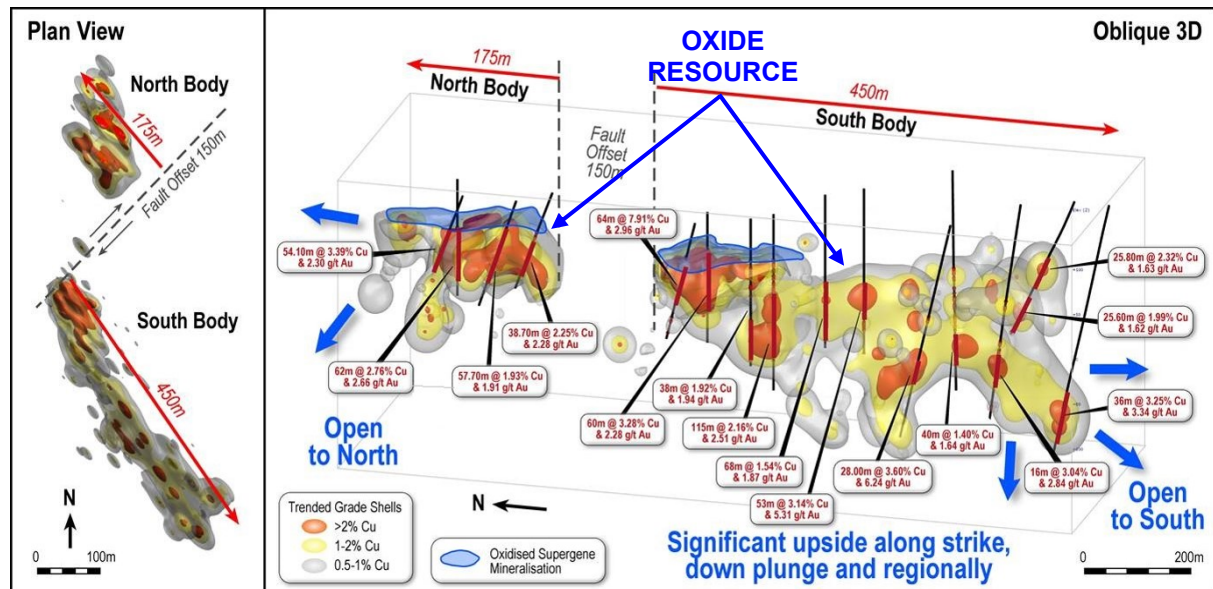 Plan View
North Body
175m
Fault Offset 150m
South Body
450m
N
0 100m
Oblique 3D
OXIDE
RESOURCE
175m
North Body
450m
South Body
Fault
Offset
150m
64m @ 7.91% Cu
& 2.96 g/t Au
54.10m @ 3.39% Cu
& 2.30 g/t Au
25.80m @ 2.32% Cu
& 1.63 g/t Au
25.60m @ 1.99% Cu
& 1.62 g/t Au
38.70m @ 2.25% Cu
& 2.28 g/t Au
62m @ 2.76% Cu
& 2.66 g/t Au
57.70m @ 1.93% Cu
& 1.91 g/t Au
38m @ 1.92% Cu
& 1.94 g/t Au
60m @ 3.28% Cu
& 2.28 g/t Au
115m @ 2.16% Cu
& 2.51 g/t Au
36m @ 3.25% Cu
& 3.34 g/t Au
40m @ 1.40% Cu
& 1.64 g/t Au
68m @ 1.54% Cu
& 1.87 g/t Au
28.00m @ 3.60% Cu
& 6.24 g/t Au
16m @ 3.04% Cu
& 2.84 g/t Au
53m @ 3.14% Cu
& 5.31 g/t Au
Open
to North
Open
to South
Trended Grade Shells
>2% Cu
1-2% Cu
0.5-1% Cu
N
Oxidised Supergene
Mineralisation
Significant upside along strike,
down plunge and regionally
0 200m